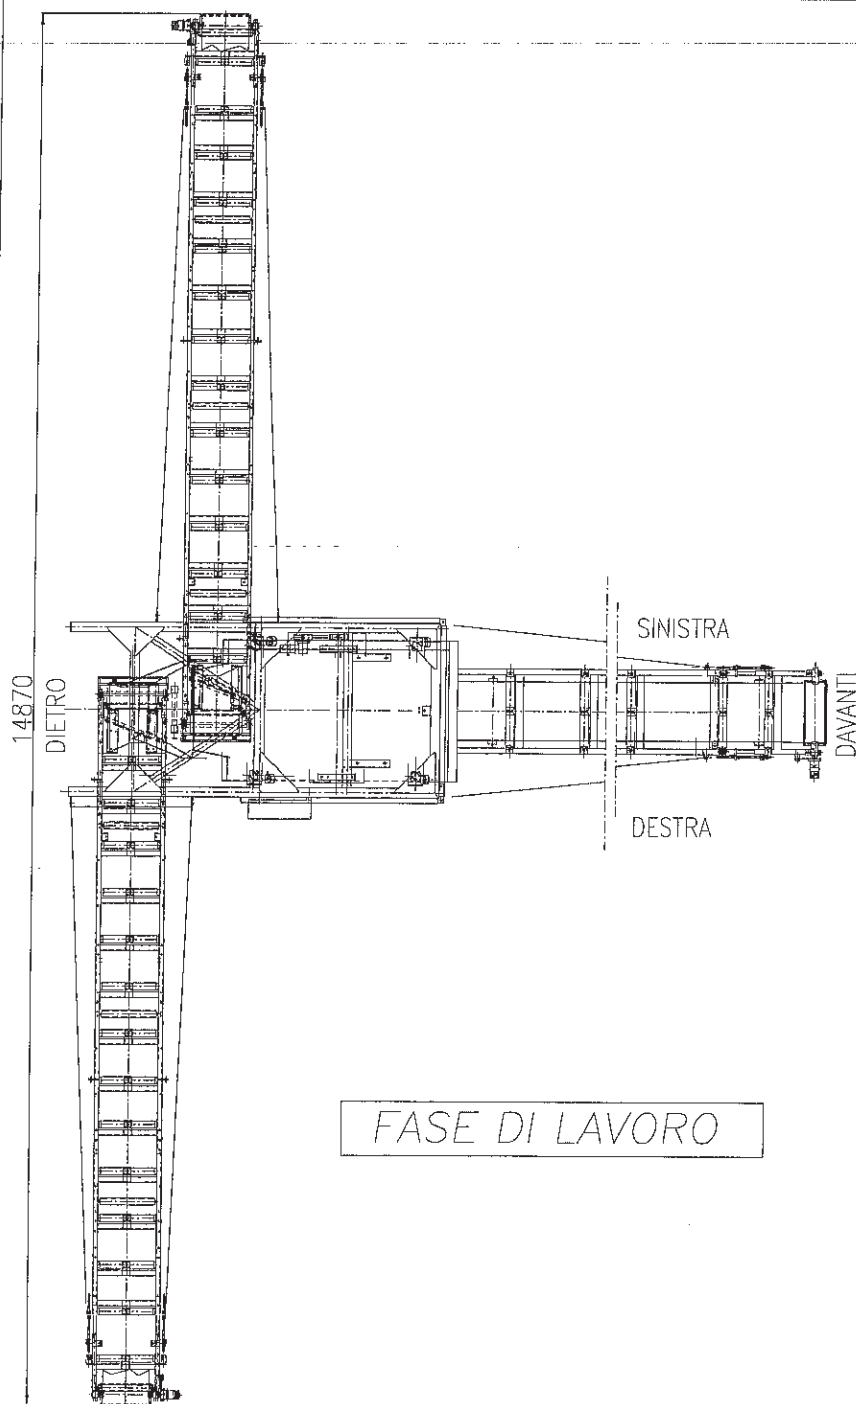 SINISTRA
14870
DIETRO
DAVANTI
DESTRA
FASE DI LAVORO